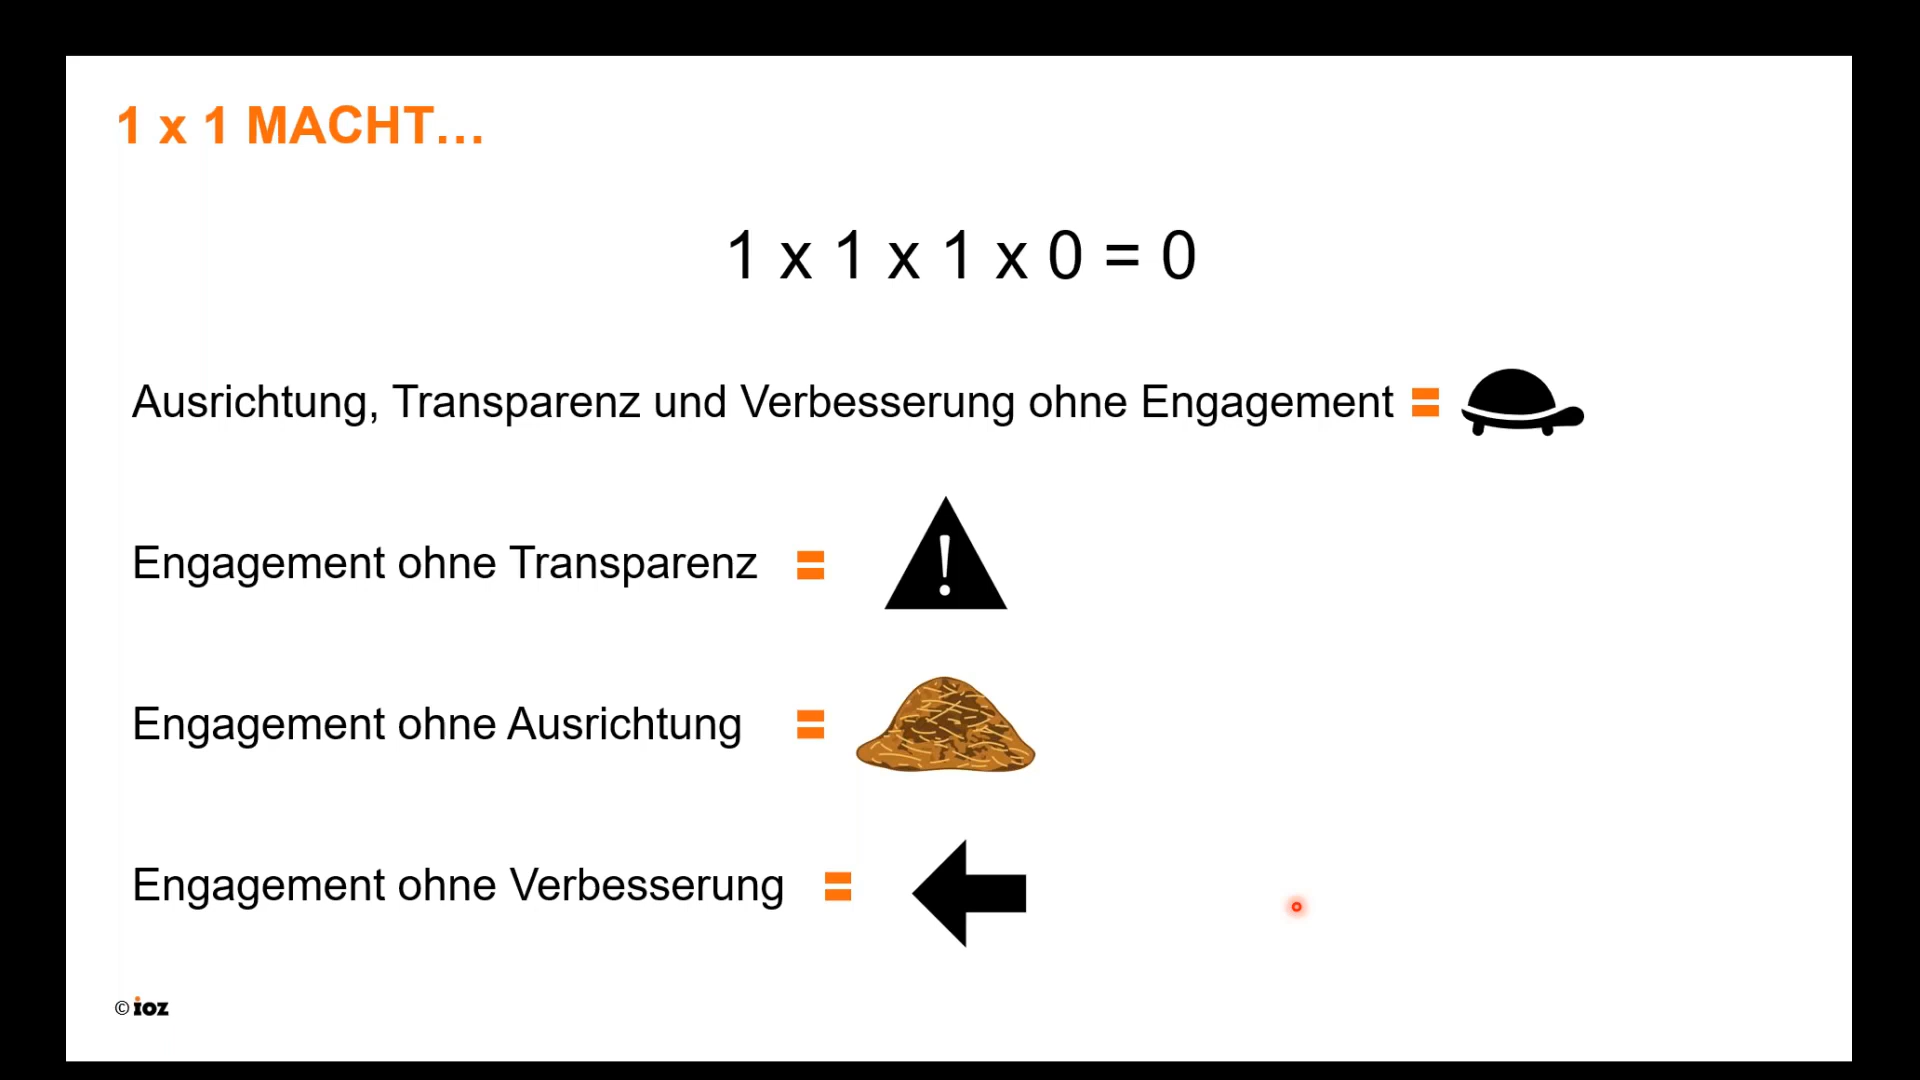 1 x 1 MACHT…
1 x 1 x 1 x 0 = 0
Ausrichtung, Transparenz und Verbesserung ohne Engagement =
Engagement ohne Transparenz =
!
Engagement ohne Ausrichtung =
Engagement ohne Verbesserung =
© ioz